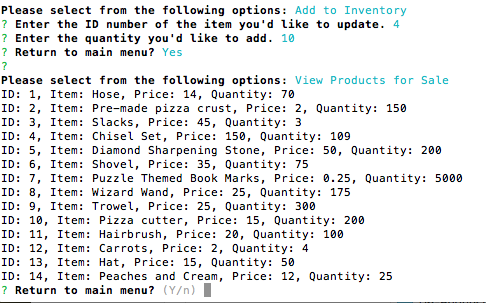 Please select from the following options: Add to Inventory
? Enter the ID number of the item you'd like to update. 4
? Enter the quantity you'd like to add. 10
? Return to main menu? Yes
?
Please select from the following options: View Products for Sale
ID: 1, Item: Hose, Price: 14, Quantity: 70
ID: 2, Item: Pre-made pizza crust, Price: 2, Quantity: 150
ID: 3, Item: Slacks, Price: 45, Quantity: 3
ID: 4, Item: Chisel Set, Price: 150, Quantity: 109
ID: 5, Item: Diamond Sharpening Stone, Price: 50, Quantity: 200
ID: 6, Item: Shovel, Price: 35, Quantity: 75
ID: 7, Item: Puzzle Themed Book Marks, Price: 0.25, Quantity: 5000
ID: 8, Item: Wizard Wand, Price: 25, Quantity: 175
ID: 9, Item: Trowel, Price: 25, Quantity: 300
ID: 10, Item: Pizza cutter, Price: 15, Quantity: 200
ID: 11, Item: Hairbrush, Price: 20, Quantity: 100
ID: 12, Item: Carrots, Price: 2, Quantity: 4
ID: 13, Item: Hat, Price: 15, Quantity: 50
ID: 14, Item: Peaches and Cream, Price: 12, Quantity: 25
? Return to main menu? (Y/n)